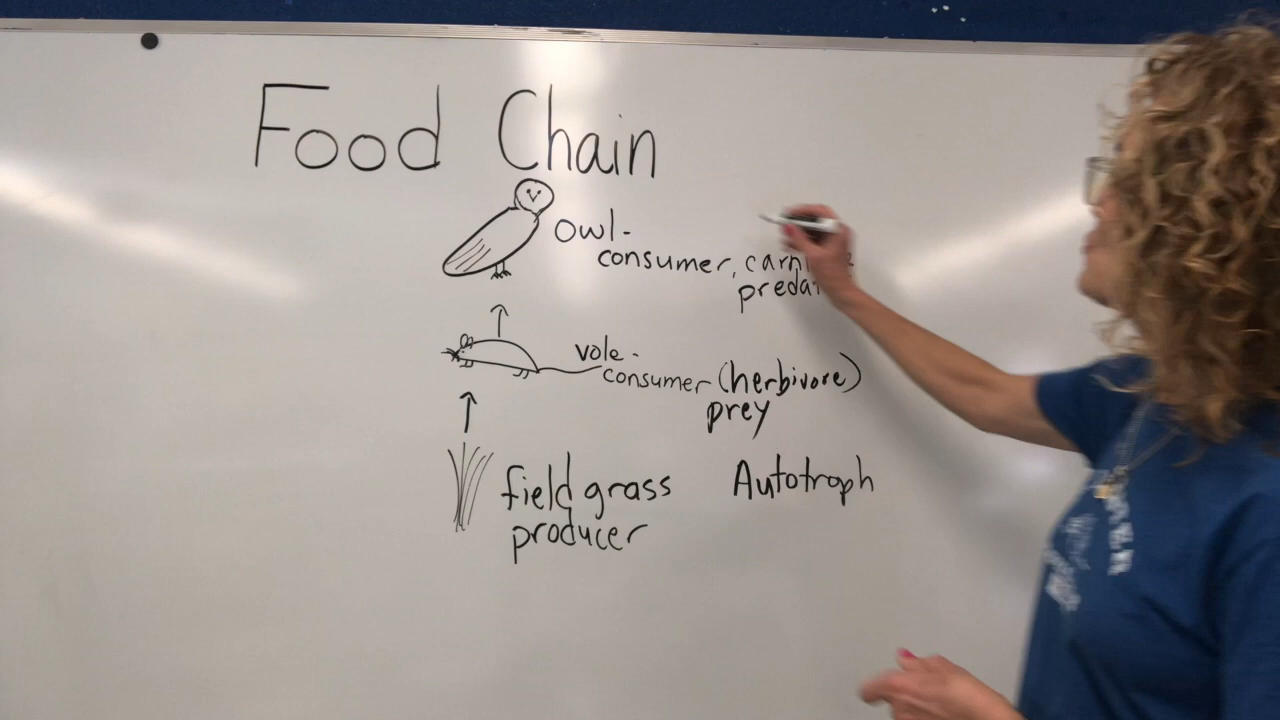 Food Chain
owl-
consumer,
vole-
consumer (herbivore)
prey
field grass Autotroph
producer